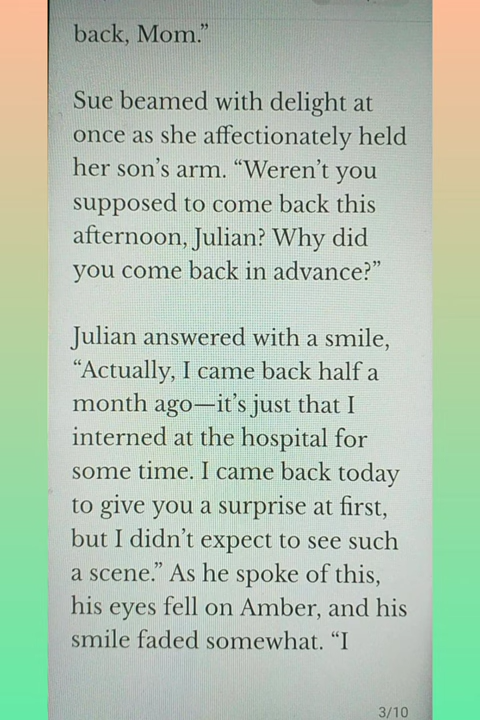 back, Mom.”
Sue beamed with delight at
once as she affectionately held
her son’s arm. “Weren’t you
supposed to come back this
afternoon, Julian? Why did
you come back in advance?”
Julian answered with a smile,
“Actually, I came back half a
month ago—it’s just that I
interned at the hospital for
some time. I came back today
to give you a surprise at first,
but I didn’t expect to see such
a scene.” As he spoke of this,
his eyes fell on Amber, and his
smile faded somewhat. “I
3/10